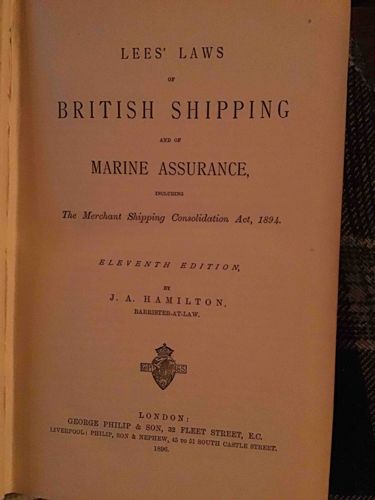 LEES' LAWS
OF
BRITISH SHIPPING
AND OF
MARINE ASSURANCE,
INCLUDING
The Merchant Shipping Consolidation Act, 1894.
ELEVENTH EDITION,
BY
J. A. HAMILTON,
BARRISTER-AT-LAW.
LONDON:
GEORGE PHILIP & SON, 32 FLEET STREET, E.C.
LIVERPOOL: PHILIP, SON & NEPHEW, 45 to 51 SOUTH CASTLE STREET.
1896.